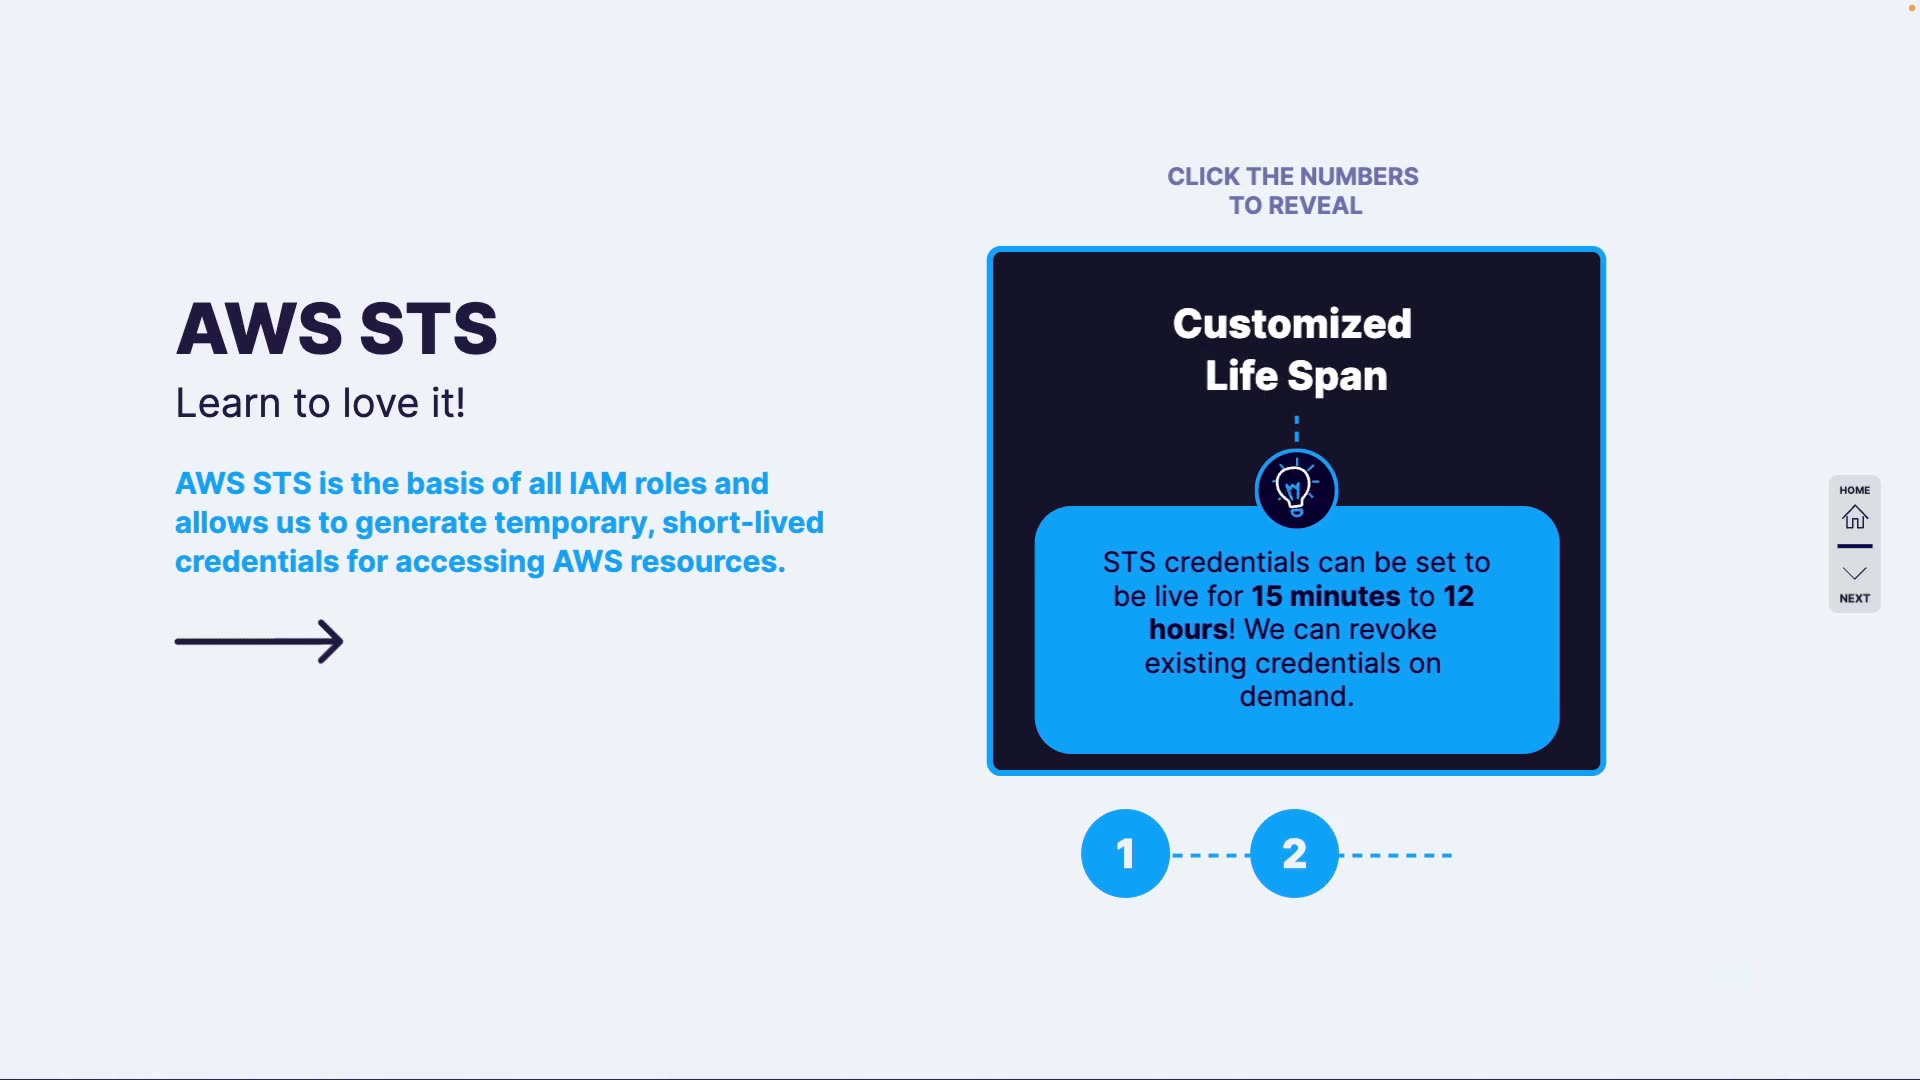 AWS STS
Learn to love it!
AWS STS is the basis of all IAM roles and
allows us to generate temporary, short-lived
credentials for accessing AWS resources.
CLICK THE NUMBERS
TO REVEAL
Customized
Life Span
STS credentials can be set to
be live for 15 minutes to 12
hours! We can revoke
existing credentials on
demand.
1
2
HOME
NEXT